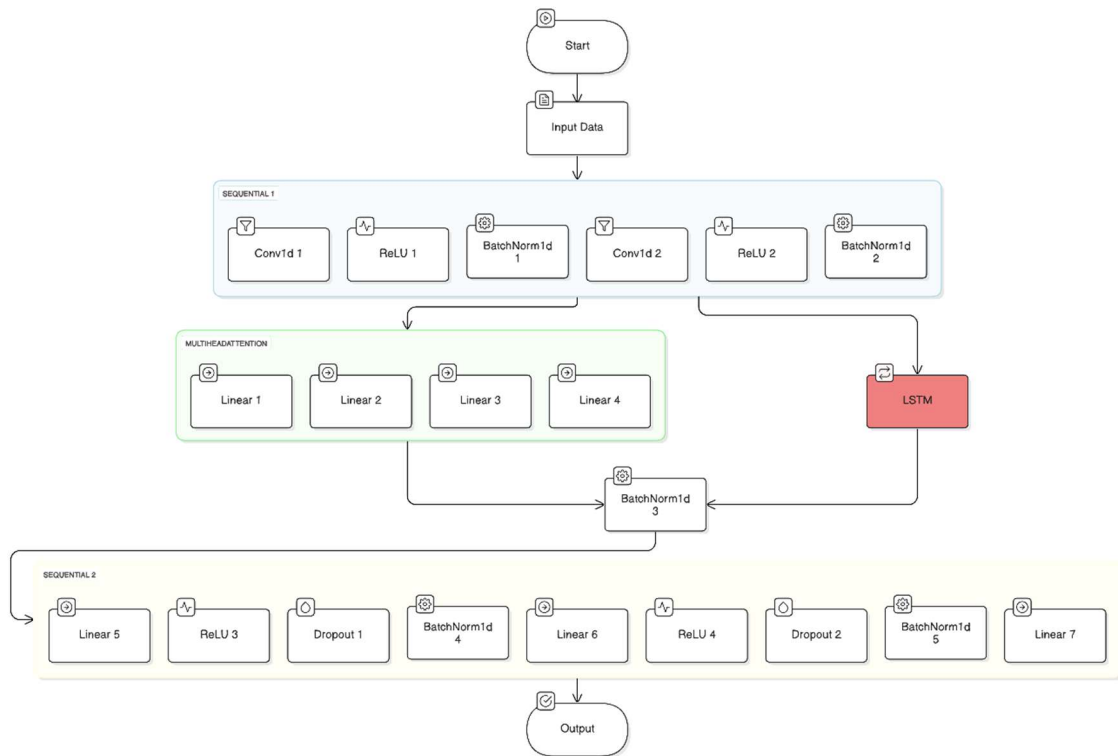 Start
Input Data
SEQUENTIAL 1
Conv1d 1
ReLU 1
BatchNorm1d
1
Conv1d 2
ReLU 2
BatchNorm1d
2
MULTIHEADATTENTION
Linear 1
Linear 2
Linear 3
Linear 4
LSTM
BatchNorm1d
3
SEQUENTIAL 2
Linear 5
ReLU 3
Dropout 1
BatchNorm1d
4
Linear 6
ReLU 4
Dropout 2
BatchNorm1d
5
Linear 7
Output